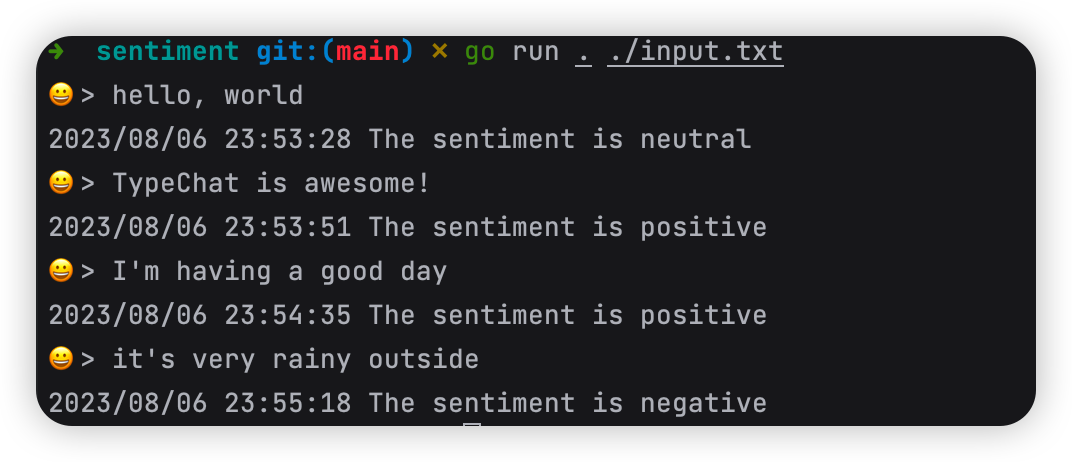 ➜  sentiment git:(main) ✗ go run . ./input.txt
😀> hello, world
2023/08/06 23:53:28 The sentiment is neutral
😀> TypeChat is awesome!
2023/08/06 23:53:51 The sentiment is positive
😀> I'm having a good day
2023/08/06 23:54:35 The sentiment is positive
😀> it's very rainy outside
2023/08/06 23:55:18 The sentiment is negative